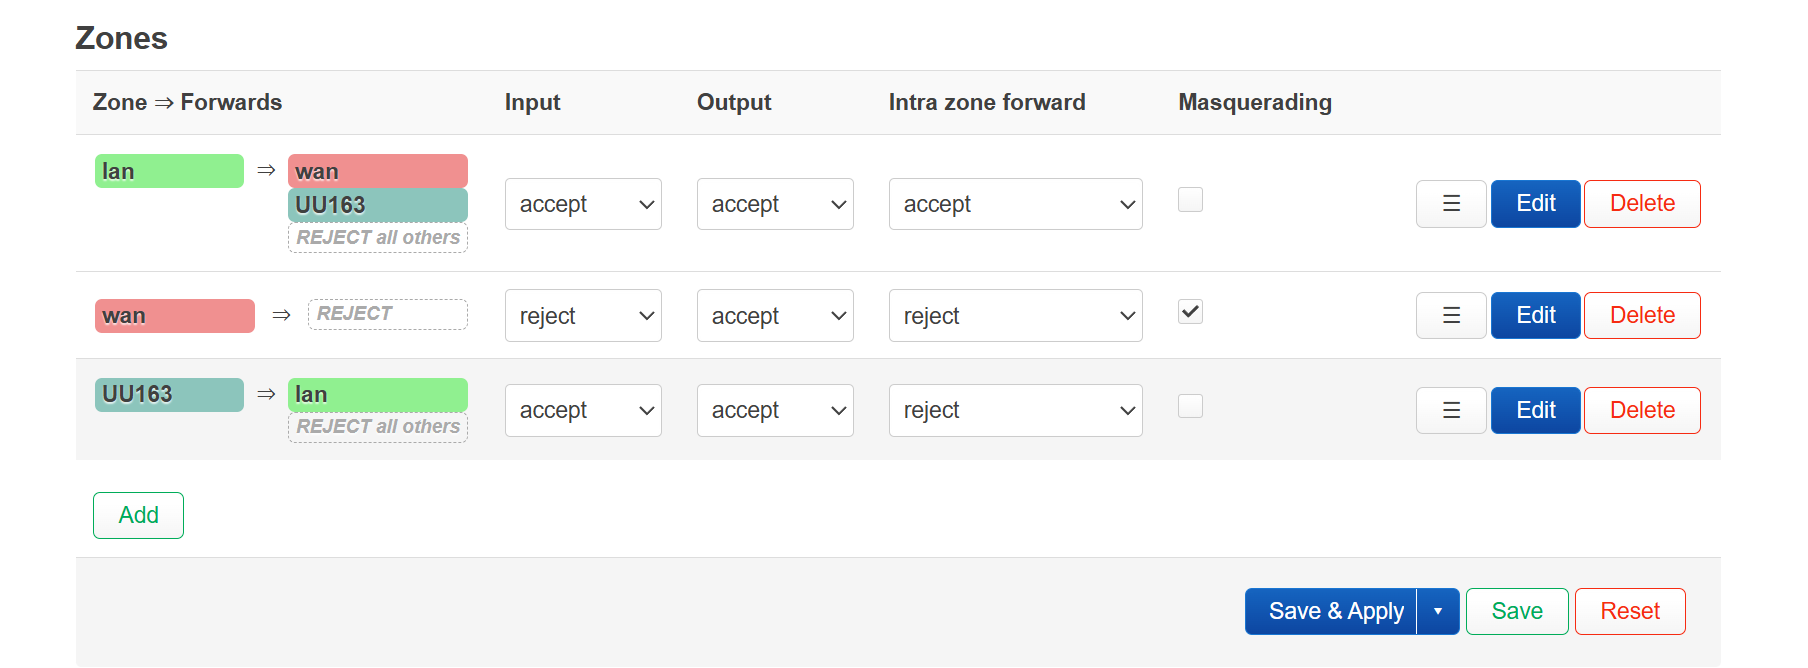 Zones
Zone ⇒ Forwards Input Output Intra zone forward Masquerading
lan ⇒ wan
UU163
REJECT all others
accept accept accept ☰ Edit Delete
wan ⇒ REJECT reject accept reject ☰ Edit Delete
UU163 ⇒ lan
REJECT all others
accept accept reject ☰ Edit Delete
Add
Save & Apply Save Reset